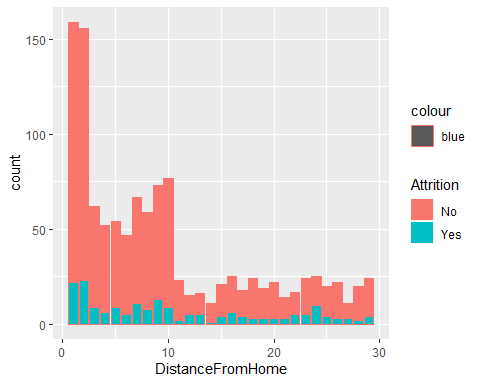 150
100
50
0
count
0
10
20
30
DistanceFromHome
colour
blue
Attrition
No
Yes